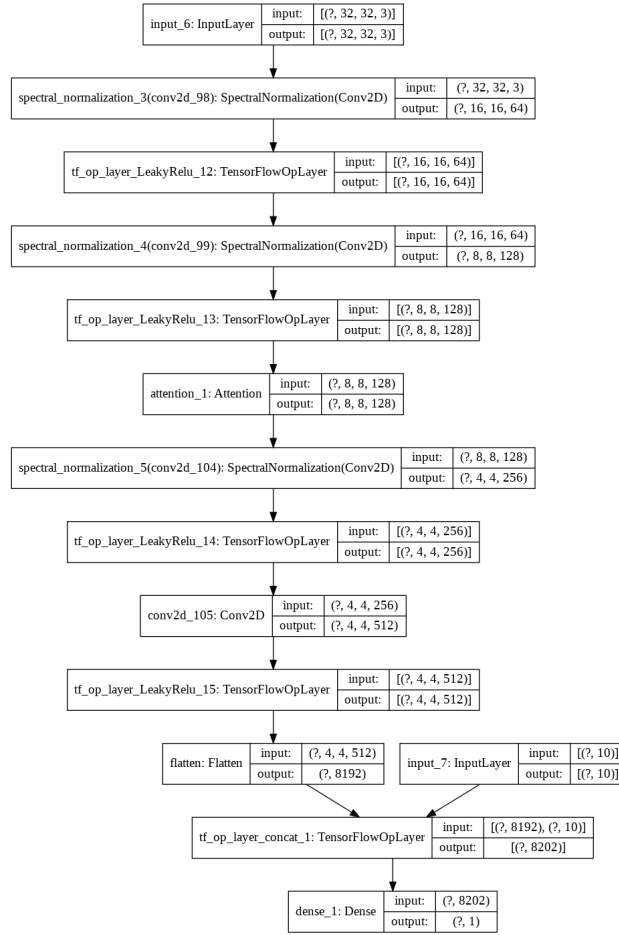 input_6: InputLayer
input: [(?, 32, 32, 3)]
output: [(?, 32, 32, 3)]
spectral_normalization_3(conv2d_98): SpectralNormalization(Conv2D)
input: (?, 32, 32, 3)
output: (?, 16, 16, 64)
tf_op_layer_LeakyRelu_12: TensorFlowOpLayer
input: [(?, 16, 16, 64)]
output: [(?, 16, 16, 64)]
spectral_normalization_4(conv2d_99): SpectralNormalization(Conv2D)
input: (?, 16, 16, 64)
output: (?, 8, 8, 128)
tf_op_layer_LeakyRelu_13: TensorFlowOpLayer
input: [(?, 8, 8, 128)]
output: [(?, 8, 8, 128)]
attention_1: Attention
input: (?, 8, 8, 128)
output: (?, 8, 8, 128)
spectral_normalization_5(conv2d_104): SpectralNormalization(Conv2D)
input: (?, 8, 8, 128)
output: (?, 4, 4, 256)
tf_op_layer_LeakyRelu_14: TensorFlowOpLayer
input: [(?, 4, 4, 256)]
output: [(?, 4, 4, 256)]
conv2d_105: Conv2D
input: (?, 4, 4, 256)
output: (?, 4, 4, 512)
tf_op_layer_LeakyRelu_15: TensorFlowOpLayer
input: [(?, 4, 4, 512)]
output: [(?, 4, 4, 512)]
flatten: Flatten
input: (?, 4, 4, 512)
output: (?, 8192)
input_7: InputLayer
input: [(?, 10)]
output: [(?, 10)]
tf_op_layer_concat_1: TensorFlowOpLayer
input: [(?, 8192), (?, 10)]
output: [(?, 8202)]
dense_1: Dense
input: (?, 8202)
output: (?, 1)